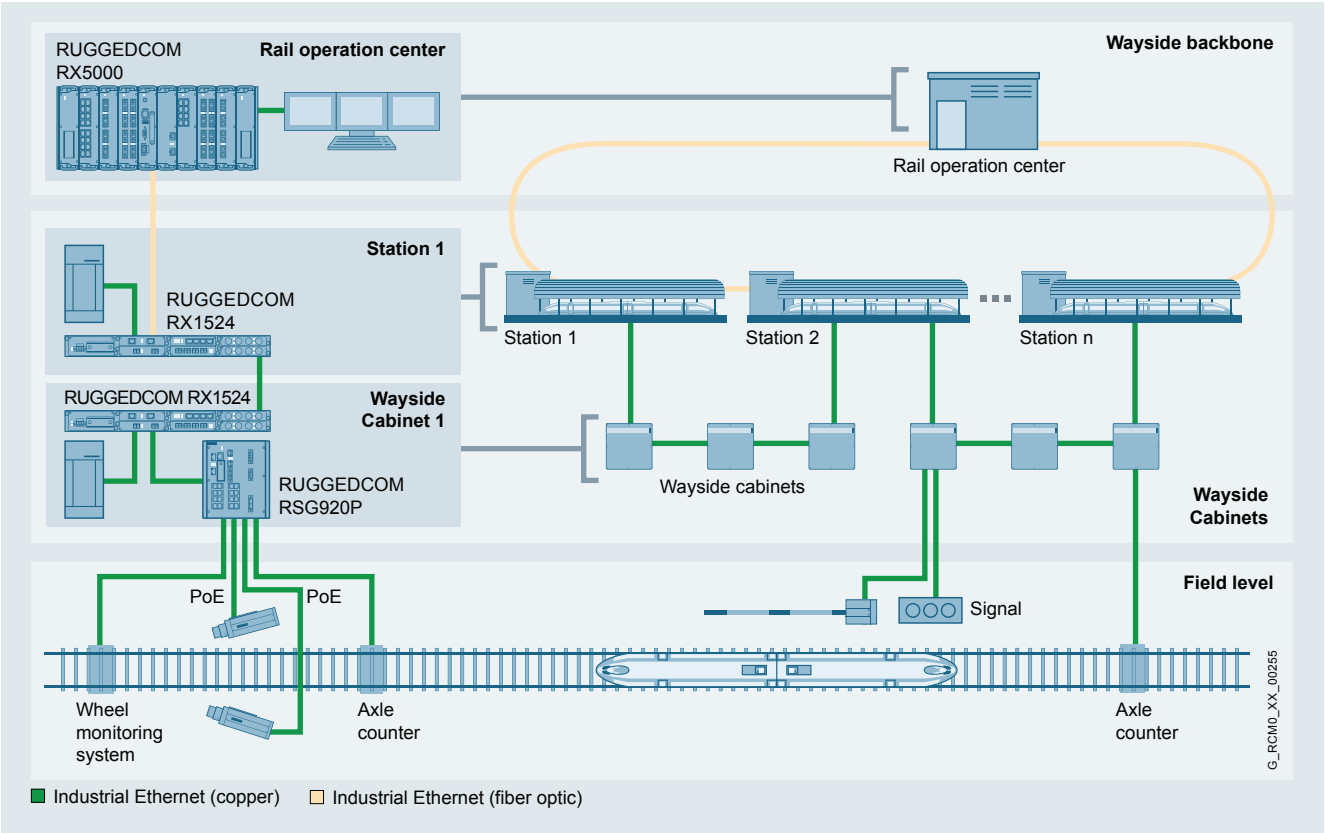 RUGGEDCOM
RX5000
Rail operation center
Wayside backbone
Rail operation center
Station 1
RUGGEDCOM
RX1524
Station 1
Station 2
Station n
RUGGEDCOM RX1524
Wayside
Cabinet 1
RUGGEDCOM
RSG920P
Wayside cabinets
Wayside
Cabinets
Field level
PoE
PoE
Signal
Wheel
monitoring
system
Axle
counter
Axle
counter
G_RCM0_XX_00255
Industrial Ethernet (copper)
Industrial Ethernet (fiber optic)